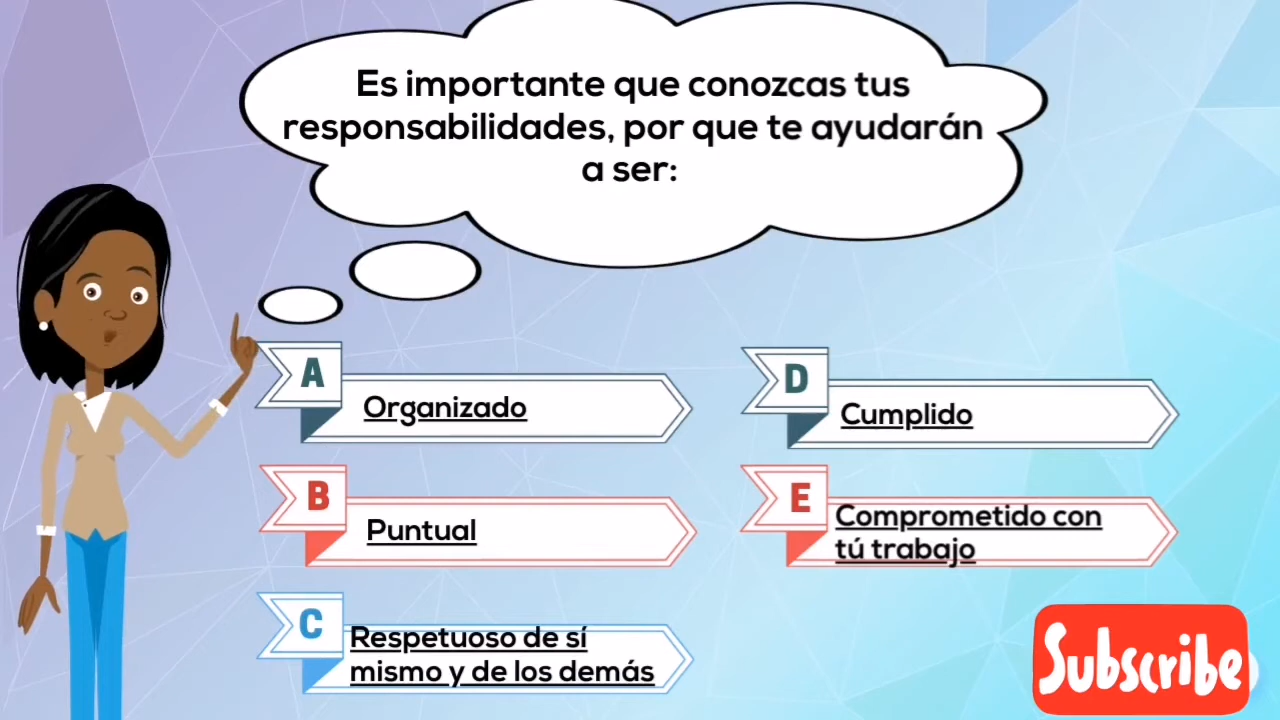 Es importante que conozcas tus
responsabilidades, por que te ayudarán
a ser:
A
Organizado
B
Puntual
C
Respetuoso de sí
mismo y de los demás
D
Cumplido
E
Comprometido con
tú trabajo
Subscribe